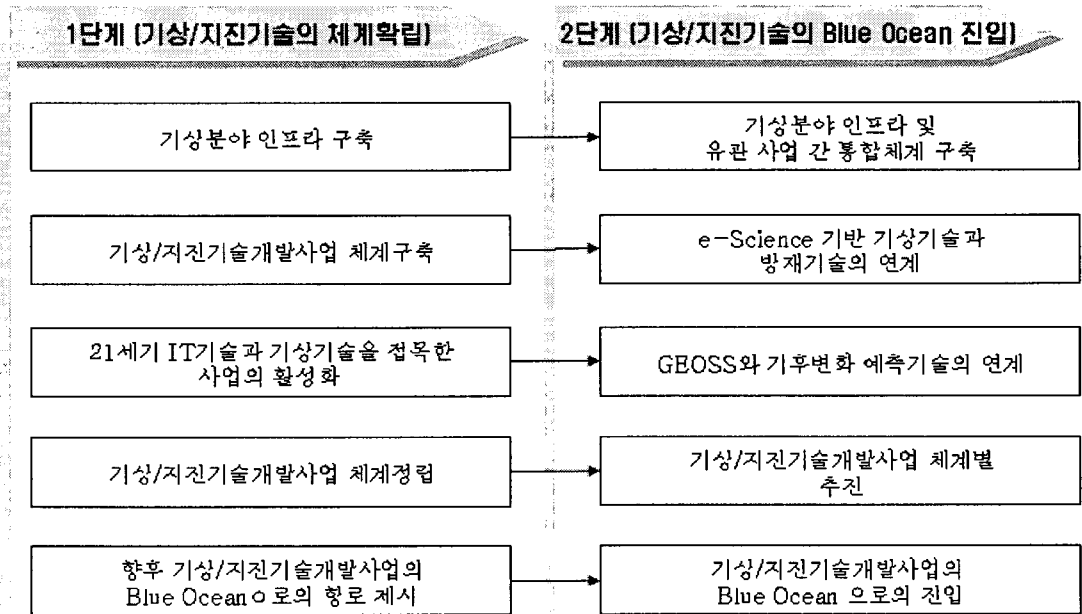 1단계 (기상/지진기술의 체계확립)
2단계 (기상/지진기술의 Blue Ocean 진입)
기상분야 인프라 구축
기상분야 인프라 및
유관 사업 간 통합체계 구축
기상/지진기술개발사업 체계구축
e-Science 기반 기상기술과
방재기술의 연계
21세기 IT기술과 기상기술을 접목한
사업의 활성화
GEOSS와 기후변화 예측기술의 연계
기상/지진기술개발사업 체계정립
기상/지진기술개발사업 체계별
추진
향후 기상/지진기술개발사업의
Blue Ocean으로의 항로 제시
기상/지진기술개발사업의
Blue Ocean 으로의 진입